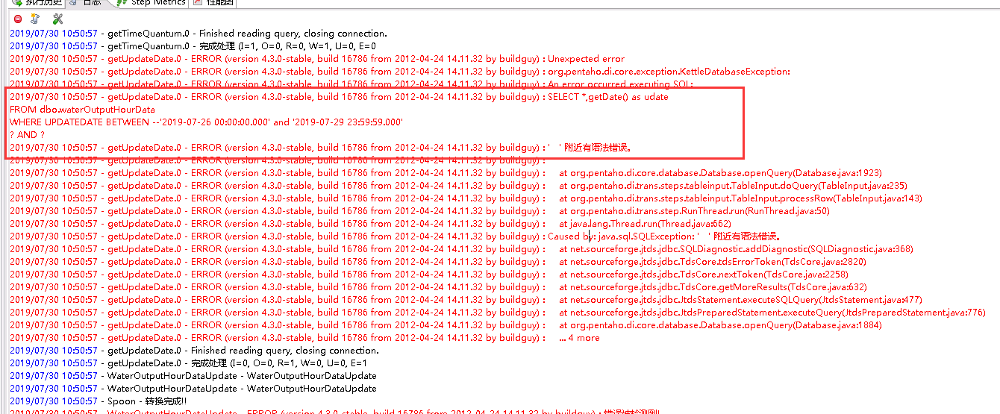 执行历史 日志 Step Metrics 性能图
2019/07/30 10:50:57 - getTimeQuantum.0 - Finished reading query, closing connection.
2019/07/30 10:50:57 - getTimeQuantum.0 - 完成处理 (I=1, O=0, R=0, W=1, U=0, E=0
2019/07/30 10:50:57 - getUpdateDate.0 - ERROR (version 4.3.0-stable, build 16786 from 2012-04-24 14.11.32 by buildguy) : Unexpected error
2019/07/30 10:50:57 - getUpdateDate.0 - ERROR (version 4.3.0-stable, build 16786 from 2012-04-24 14.11.32 by buildguy) : org.pentaho.di.core.exception.KettleDatabaseException:
2019/07/30 10:50:57 - getUpdateDate.0 - ERROR (version 4.3.0-stable, build 16786 from 2012-04-24 14.11.32 by buildguy) : An error occurred executing SQL:
2019/07/30 10:50:57 - getUpdateDate.0 - ERROR (version 4.3.0-stable, build 16786 from 2012-04-24 14.11.32 by buildguy) : SELECT *,getDate() as udate
FROM dbo.waterOutputHourData
WHERE UPDATEDATE BETWEEN --'2019-07-26 00:00:00.000' and '2019-07-29 23:59:59.000'
? AND ?
2019/07/30 10:50:57 - getUpdateDate.0 - ERROR (version 4.3.0-stable, build 16786 from 2012-04-24 14.11.32 by buildguy) : ' ' 附近有语法错误。
2019/07/30 10:50:57 - getUpdateDate.0 - ERROR (version 4.3.0-stable, build 16786 from 2012-04-24 14.11.32 by buildguy) :
2019/07/30 10:50:57 - getUpdateDate.0 - ERROR (version 4.3.0-stable, build 16786 from 2012-04-24 14.11.32 by buildguy) : at org.pentaho.di.core.database.Database.openQuery(Database.java:1923)
2019/07/30 10:50:57 - getUpdateDate.0 - ERROR (version 4.3.0-stable, build 16786 from 2012-04-24 14.11.32 by buildguy) : at org.pentaho.di.trans.steps.tableinput.TableInput.doQuery(TableInput.java:235)
2019/07/30 10:50:57 - getUpdateDate.0 - ERROR (version 4.3.0-stable, build 16786 from 2012-04-24 14.11.32 by buildguy) : at org.pentaho.di.trans.steps.tableinput.TableInput.processRow(TableInput.java:143)
2019/07/30 10:50:57 - getUpdateDate.0 - ERROR (version 4.3.0-stable, build 16786 from 2012-04-24 14.11.32 by buildguy) : at org.pentaho.di.trans.step.RunThread.run(RunThread.java:50)
2019/07/30 10:50:57 - getUpdateDate.0 - ERROR (version 4.3.0-stable, build 16786 from 2012-04-24 14.11.32 by buildguy) : at java.lang.Thread.run(Thread.java:662)
2019/07/30 10:50:57 - getUpdateDate.0 - ERROR (version 4.3.0-stable, build 16786 from 2012-04-24 14.11.32 by buildguy) : Caused by: java.sql.SQLException: ' ' 附近有语法错误。
2019/07/30 10:50:57 - getUpdateDate.0 - ERROR (version 4.3.0-stable, build 16786 from 2012-04-24 14.11.32 by buildguy) : at net.sourceforge.jtds.jdbc.SQLDiagnostic.addDiagnostic(SQLDiagnostic.java:368)
2019/07/30 10:50:57 - getUpdateDate.0 - ERROR (version 4.3.0-stable, build 16786 from 2012-04-24 14.11.32 by buildguy) : at net.sourceforge.jtds.jdbc.TdsCore.tdsErrorToken(TdsCore.java:2820)
2019/07/30 10:50:57 - getUpdateDate.0 - ERROR (version 4.3.0-stable, build 16786 from 2012-04-24 14.11.32 by buildguy) : at net.sourceforge.jtds.jdbc.TdsCore.nextToken(TdsCore.java:2258)
2019/07/30 10:50:57 - getUpdateDate.0 - ERROR (version 4.3.0-stable, build 16786 from 2012-04-24 14.11.32 by buildguy) : at net.sourceforge.jtds.jdbc.TdsCore.getMoreResults(TdsCore.java:632)
2019/07/30 10:50:57 - getUpdateDate.0 - ERROR (version 4.3.0-stable, build 16786 from 2012-04-24 14.11.32 by buildguy) : at net.sourceforge.jtds.jdbc.JtdsStatement.executeSQLQuery(JtdsStatement.java:477)
2019/07/30 10:50:57 - getUpdateDate.0 - ERROR (version 4.3.0-stable, build 16786 from 2012-04-24 14.11.32 by buildguy) : at net.sourceforge.jtds.jdbc.JtdsPreparedStatement.executeQuery(JtdsPreparedStatement.java:776)
2019/07/30 10:50:57 - getUpdateDate.0 - ERROR (version 4.3.0-stable, build 16786 from 2012-04-24 14.11.32 by buildguy) : at org.pentaho.di.core.database.Database.openQuery(Database.java:1884)
2019/07/30 10:50:57 - getUpdateDate.0 - ERROR (version 4.3.0-stable, build 16786 from 2012-04-24 14.11.32 by buildguy) : ... 4 more
2019/07/30 10:50:57 - getUpdateDate.0 - Finished reading query, closing connection.
2019/07/30 10:50:57 - getUpdateDate.0 - 完成处理 (I=0, O=0, R=1, W=0, U=0, E=1
2019/07/30 10:50:57 - WaterOutputHourDataUpdate - WaterOutputHourDataUpdate
2019/07/30 10:50:57 - WaterOutputHourDataUpdate - WaterOutputHourDataUpdate
2019/07/30 10:50:57 - Spoon - 转换完成!!
2019/07/30 10:50:57 - WaterOutputHourDataUpdate - ERROR (version 4.3.0-stable, build 16786 from 2012-04-24 14.11.32 by buildguy) : 错误被检测到!